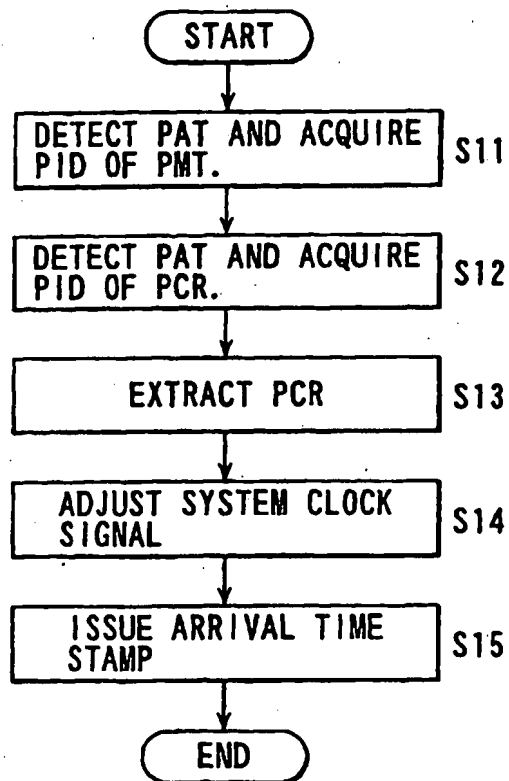 START
DETECT PAT AND ACQUIRE
PID OF PMT.
S11
DETECT PAT AND ACQUIRE
PID OF PCR.
S12
EXTRACT PCR
S13
ADJUST SYSTEM CLOCK
SIGNAL
S14
ISSUE ARRIVAL TIME
STAMP
S15
END